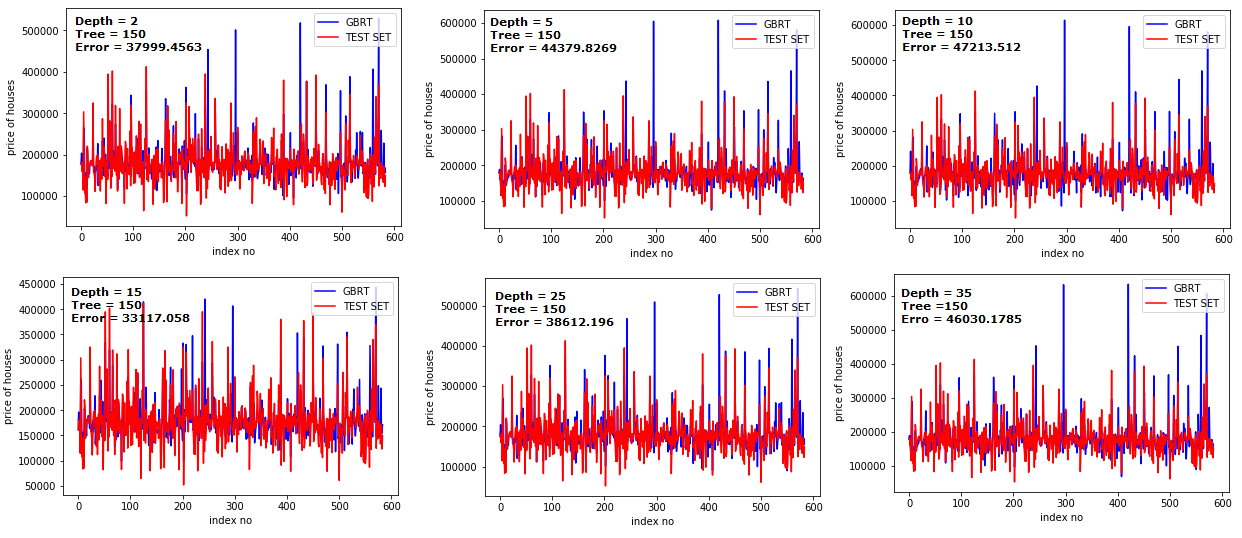 Depth = 2
Tree = 150
Error = 37999.4563
GBRT
TEST SET
500000
400000
300000
200000
100000
price of houses
0 100 200 300 400 500 600
index no
Depth = 5
Tree = 150
Error = 44379.8269
GBRT
TEST SET
600000
500000
400000
300000
200000
100000
price of houses
0 100 200 300 400 500 600
index no
Depth = 10
Tree = 150
Error = 47213.512
GBRT
TEST SET
600000
500000
400000
300000
200000
100000
price of houses
0 100 200 300 400 500 600
index no
Depth = 15
Tree = 150
Error = 33117.058
GBRT
TEST SET
450000
400000
350000
300000
250000
200000
150000
100000
50000
price of houses
0 100 200 300 400 500 600
index no
Depth = 25
Tree = 150
Error = 38612.196
GBRT
TEST SET
500000
400000
300000
200000
100000
price of houses
0 100 200 300 400 500 600
index no
Depth = 35
Tree =150
Erro = 46030.1785
GBRT
TEST SET
600000
500000
400000
300000
200000
100000
price of houses
0 100 200 300 400 500 600
index no